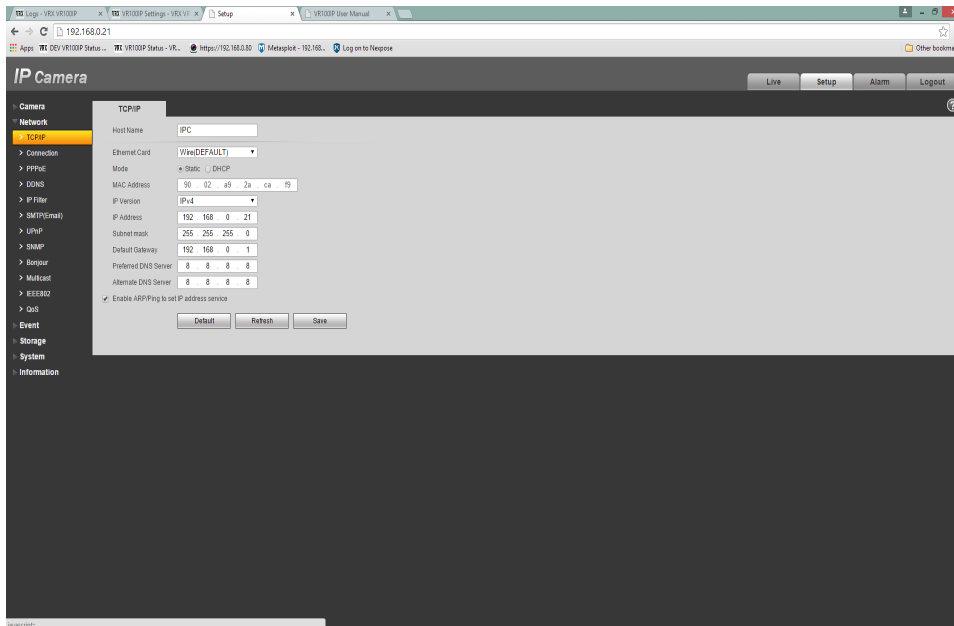 Logs - VRX VR100IP
VR100IP Settings - VRX V
Setup
VR100IP User Manual
192.168.0.21
Apps
DEV VR100IP Status ...
VR100IP Status - VR...
https://192.168.0.80
Metasploit - 192.168...
Log on to Nexpose
Other bookma
IP Camera
Live
Setup
Alarm
Logout
Camera
Network
TCP/IP
Connection
PPPoE
DDNS
IP Filter
SMTP(Email)
UPnP
SNMP
Bonjour
Multicast
IEEE802
QoS
Event
Storage
System
Information
TCP/IP
Host Name IPC
Ethernet Card Wire(DEFAULT)
Mode Static DHCP
MAC Address 90 . 02 . a9 . 2a . ca . f9
IP Version IPv4
IP Address 192 . 168 . 0 . 21
Subnet mask 255 . 255 . 255 . 0
Default Gateway 192 . 168 . 0 . 1
Preferred DNS Server 8 . 8 . 8 . 8
Alternate DNS Server 8 . 8 . 8 . 8
Enable ARP/Ping to set IP address service
Default Refresh Save